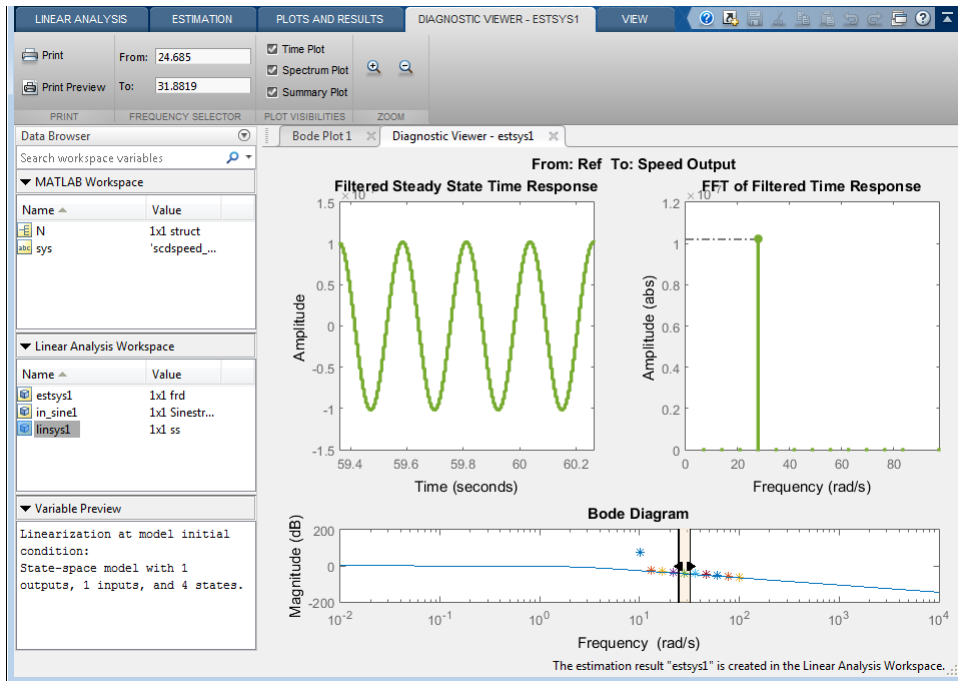 LINEAR ANALYSIS ESTIMATION PLOTS AND RESULTS DIAGNOSTIC VIEWER - ESTSYS1 VIEW
Print From: 24.685
Print Preview To: 31.8819
Time Plot
Spectrum Plot
Summary Plot
PRINT FREQUENCY SELECTOR PLOT VISIBILITIES ZOOM
Data Browser
Search workspace variables
MATLAB Workspace
Name Value
N 1x1 struct
abc sys 'scdspeed_...
Linear Analysis Workspace
Name Value
estsys1 1x1 frd
in_sine1 1x1 Sinestr...
linsys1 1x1 ss
Variable Preview
Linearization at model initial
condition:
State-space model with 1
outputs, 1 inputs, and 4 states.
Bode Plot 1 Diagnostic Viewer - estsys1
From: Ref To: Speed Output
Filtered Steady State Time Response
1.5
1
0.5
0
-0.5
-1
-1.5
Amplitude
59.4 59.6 59.8 60 60.2
Time (seconds)
FFT of Filtered Time Response
1.2
1
0.8
0.6
0.4
0.2
0
Amplitude (abs)
0 20 40 60 80
Frequency (rad/s)
Bode Diagram
Magnitude (dB)
200
0
-200
10-2 10-1 100 101 102 103 104
Frequency (rad/s)
The estimation result "estsys1" is created in the Linear Analysis Workspace.